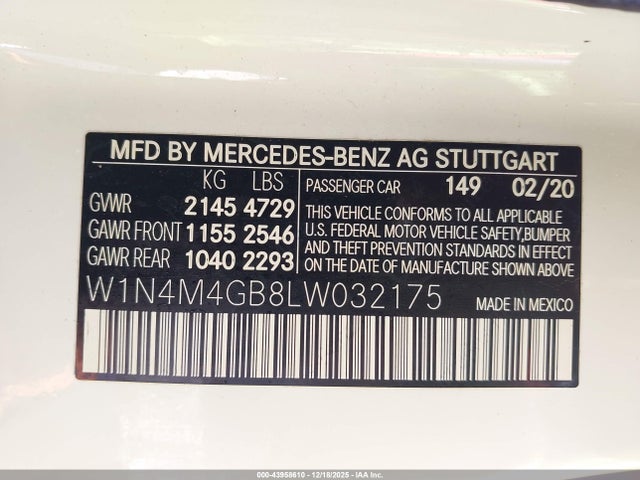 MFD BY MERCEDES-BENZ AG STUTTGART
KG LBS
GVWR 2145 4729
GAWR FRONT 1155 2546
GAWR REAR 1040 2293
PASSENGER CAR 149 02/20
THIS VEHICLE CONFORMS TO ALL APPLICABLE
U.S. FEDERAL MOTOR VEHICLE SAFETY,BUMPER
AND THEFT PREVENTION STANDARDS IN EFFECT
ON THE DATE OF MANUFACTURE SHOWN ABOVE.
W1N4M4GB8LW032175
MADE IN MEXICO
000-43958610 - 12/18/2025 - IAA, Inc.